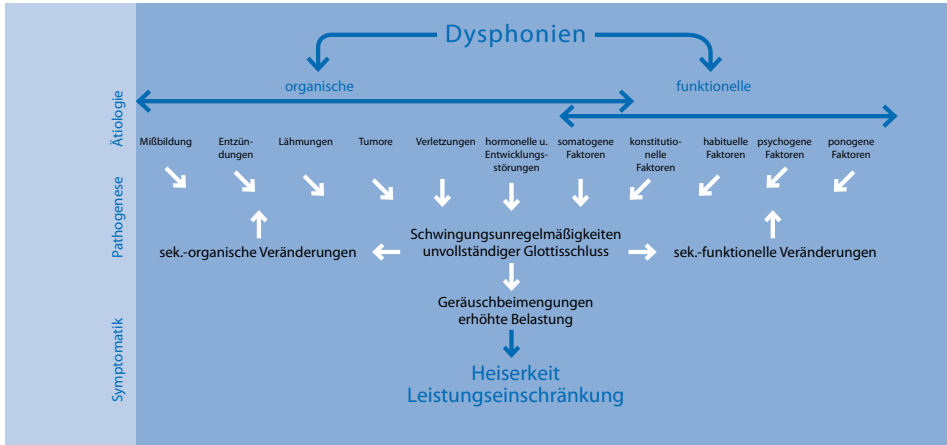 Dysphonien
organische
funktionelle
Ätiologie
Mißbildung
Entzün-
dungen
Lähmungen
Tumore
Verletzungen
hormonelle u.
Entwicklungs-
störungen
somatogene
Faktoren
konstitutio-
nelle
Faktoren
habituelle
Faktoren
psychogene
Faktoren
ponogene
Faktoren
Pathogenese
sek.-organische Veränderungen
Schwingungsunregelmäßigkeiten
unvollständiger Glottisschluss
sek.-funktionelle Veränderungen
Geräuschbeimengungen
erhöhte Belastung
Symptomatik
Heiserkeit
Leistungseinschränkung